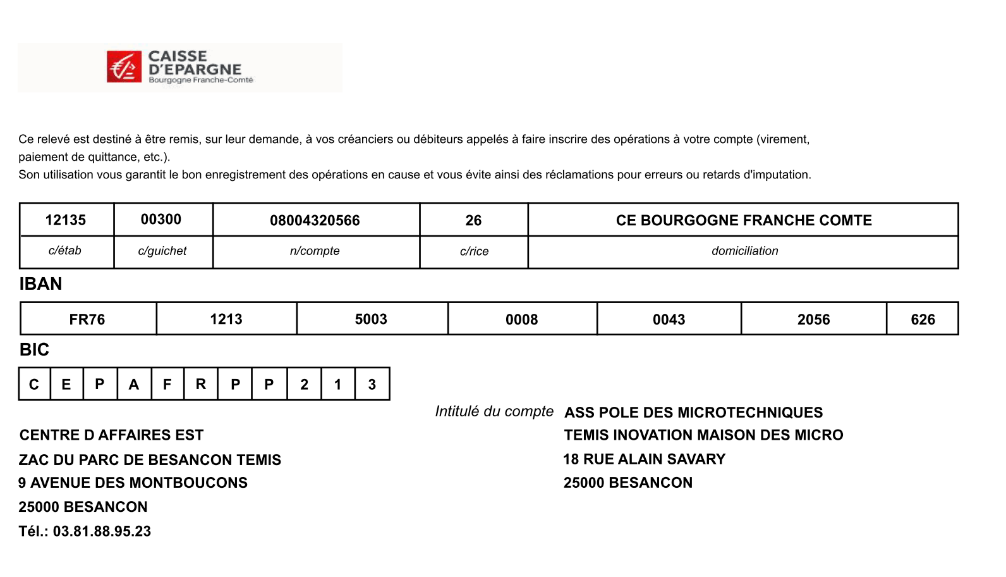 CAISSE
D'EPARGNE
Bourgogne Franche-Comté
Ce relevé est destiné à être remis, sur leur demande, à vos créanciers ou débiteurs appelés à faire inscrire des opérations à votre compte (virement,
paiement de quittance, etc.).
Son utilisation vous garantit le bon enregistrement des opérations en cause et vous évite ainsi des réclamations pour erreurs ou retards d'imputation.
12135 00300 08004320566 26 CE BOURGOGNE FRANCHE COMTE
c/étab c/guichet n/compte c/rice domiciliation
IBAN
FR76 1213 5003 0008 0043 2056 626
BIC
C E P A F R P P 2 1 3
Intitulé du compte ASS POLE DES MICROTECHNIQUES
CENTRE D AFFAIRES EST TEMIS INOVATION MAISON DES MICRO
ZAC DU PARC DE BESANCON TEMIS 18 RUE ALAIN SAVARY
9 AVENUE DES MONTBOUCONS 25000 BESANCON
25000 BESANCON
Tél.: 03.81.88.95.23